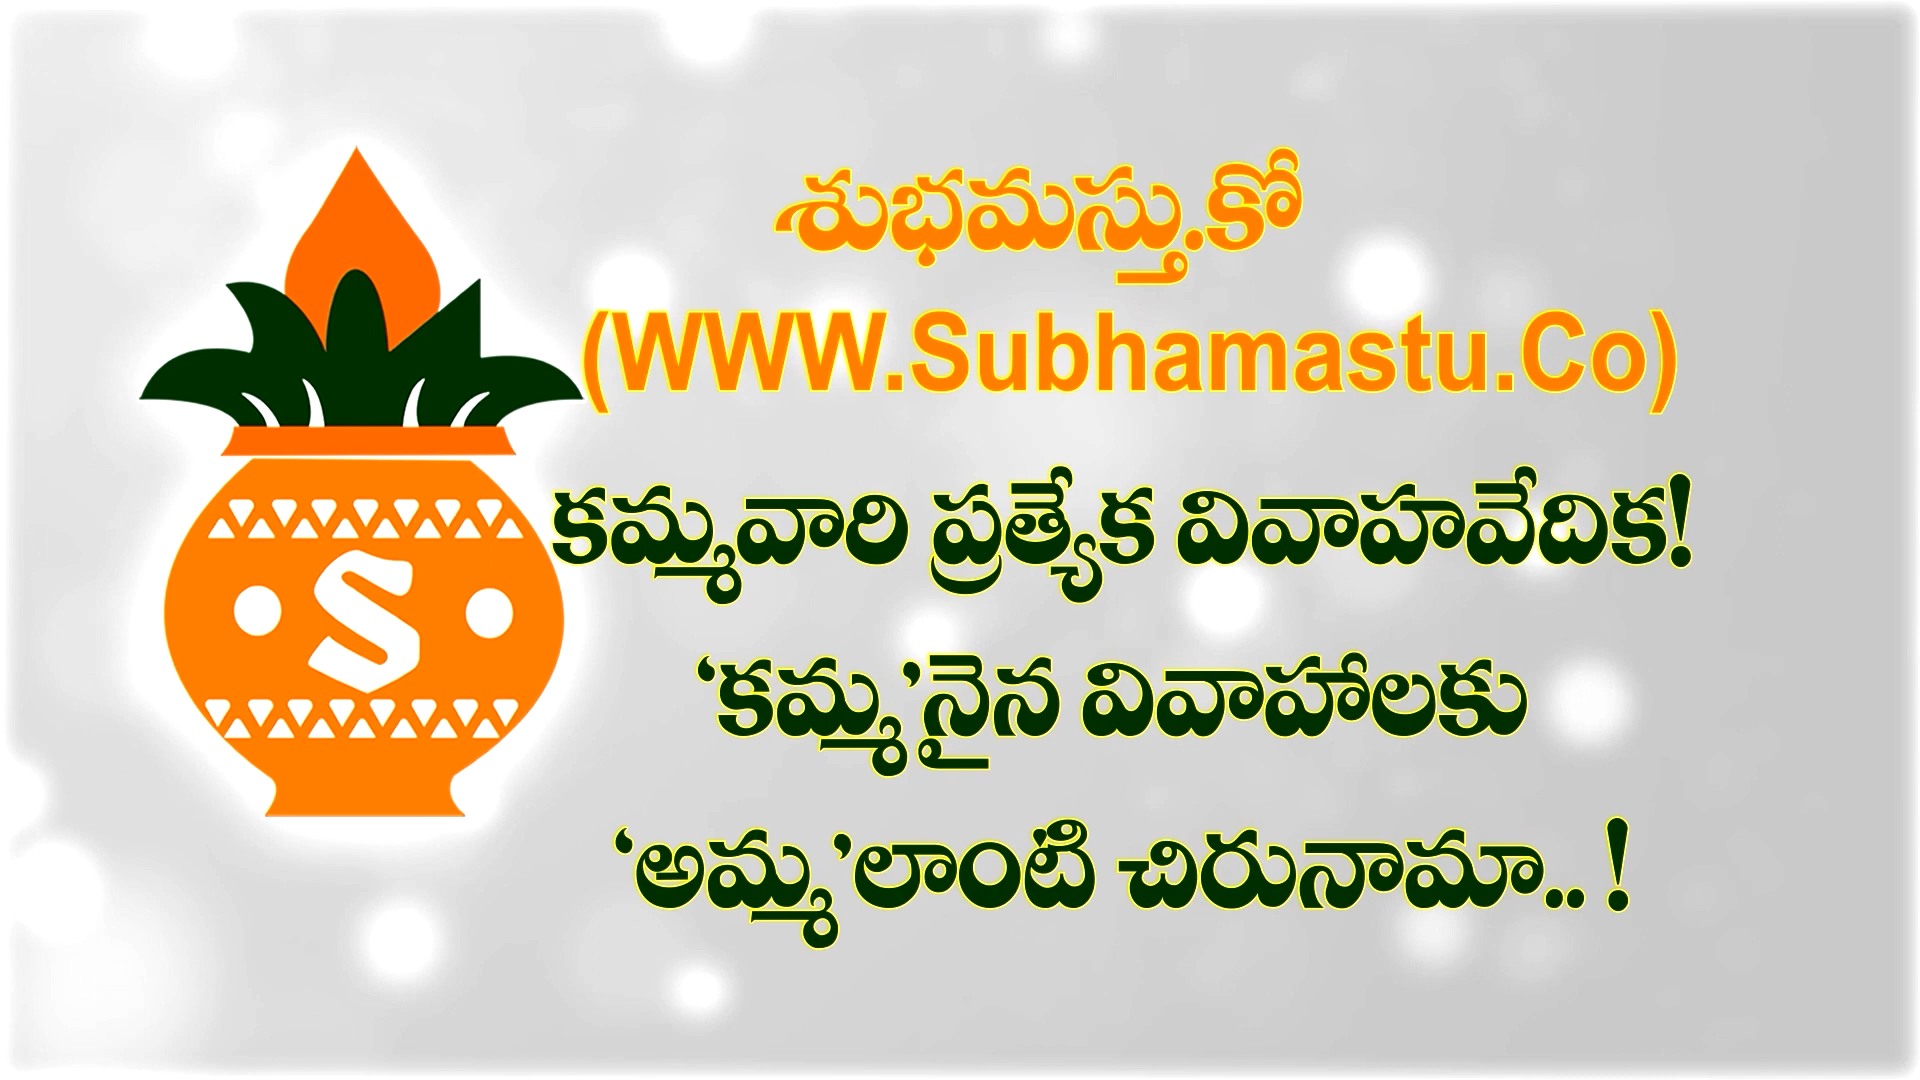 శుభమస్తు.కో
(WWW.Subhamastu.Co)
కమ్మవారి ప్రత్యేక వివాహవేదిక!
‘కమ్మ’నైన వివాహాలకు
‘అమ్మ’లాంటి చిరునామా.. !
S